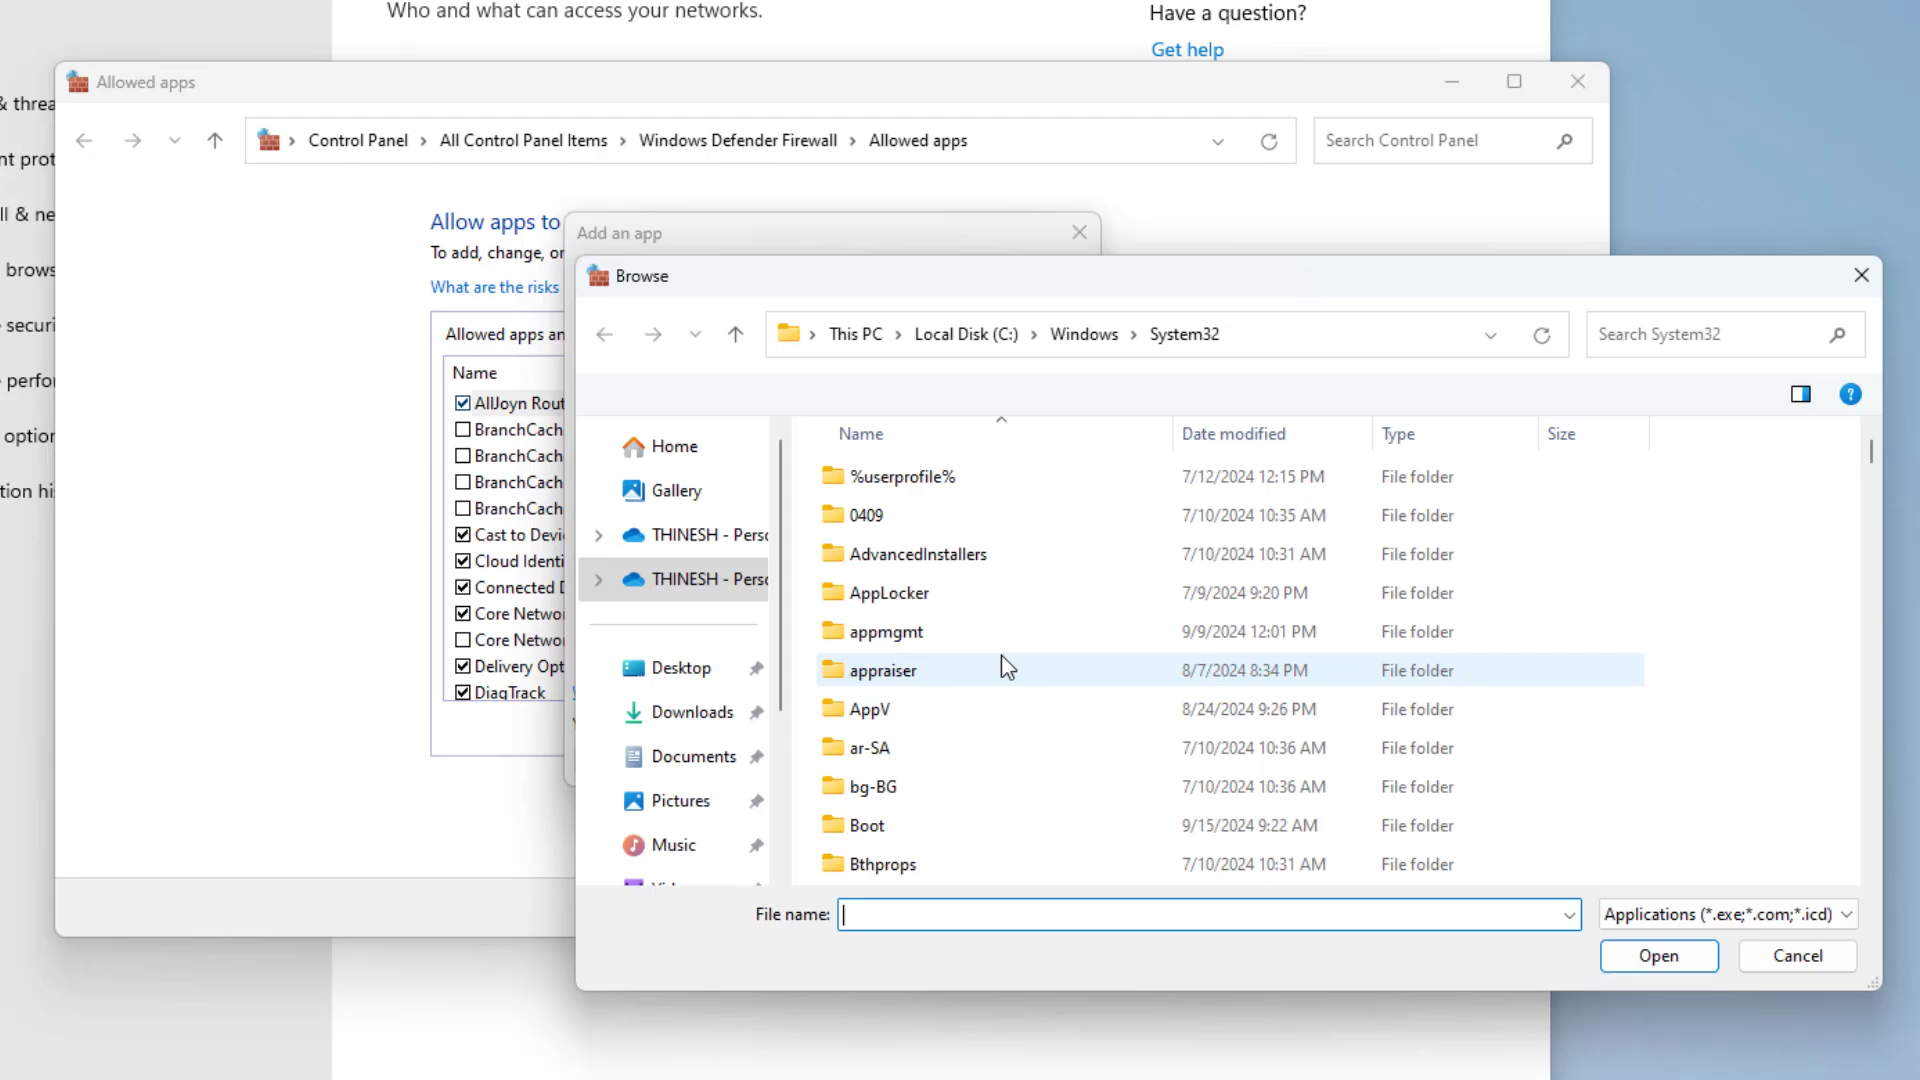 Who and what can access your networks.
Have a question?
Get help
Allowed apps
Control Panel > All Control Panel Items > Windows Defender Firewall > Allowed apps
Search Control Panel
& threa
nt prot
ll & ne
brows
securi
perfor
option
tion his
Allow apps to
To add, change, or
What are the risks
Allowed apps an
Name
AllJoyn Rout
BranchCach
BranchCach
BranchCach
BranchCach
Cast to Devi
Cloud Identi
Connected D
Core Netwo
Core Netwo
Delivery Opt
DiagTrack
Add an app
Browse
This PC > Local Disk (C:) > Windows > System32
Search System32
Home
Gallery
THINESH - Perso
THINESH - Perso
Desktop
Downloads
Documents
Pictures
Music
Name Date modified Type Size
%userprofile% 7/12/2024 12:15 PM File folder
0409 7/10/2024 10:35 AM File folder
AdvancedInstallers 7/10/2024 10:31 AM File folder
AppLocker 7/9/2024 9:20 PM File folder
appmgmt 9/9/2024 12:01 PM File folder
appraiser 8/7/2024 8:34 PM File folder
AppV 8/24/2024 9:26 PM File folder
ar-SA 7/10/2024 10:36 AM File folder
bg-BG 7/10/2024 10:36 AM File folder
Boot 9/15/2024 9:22 AM File folder
Bthprops 7/10/2024 10:31 AM File folder
File name:
Applications (*.exe;*.com;*.icd)
Open
Cancel